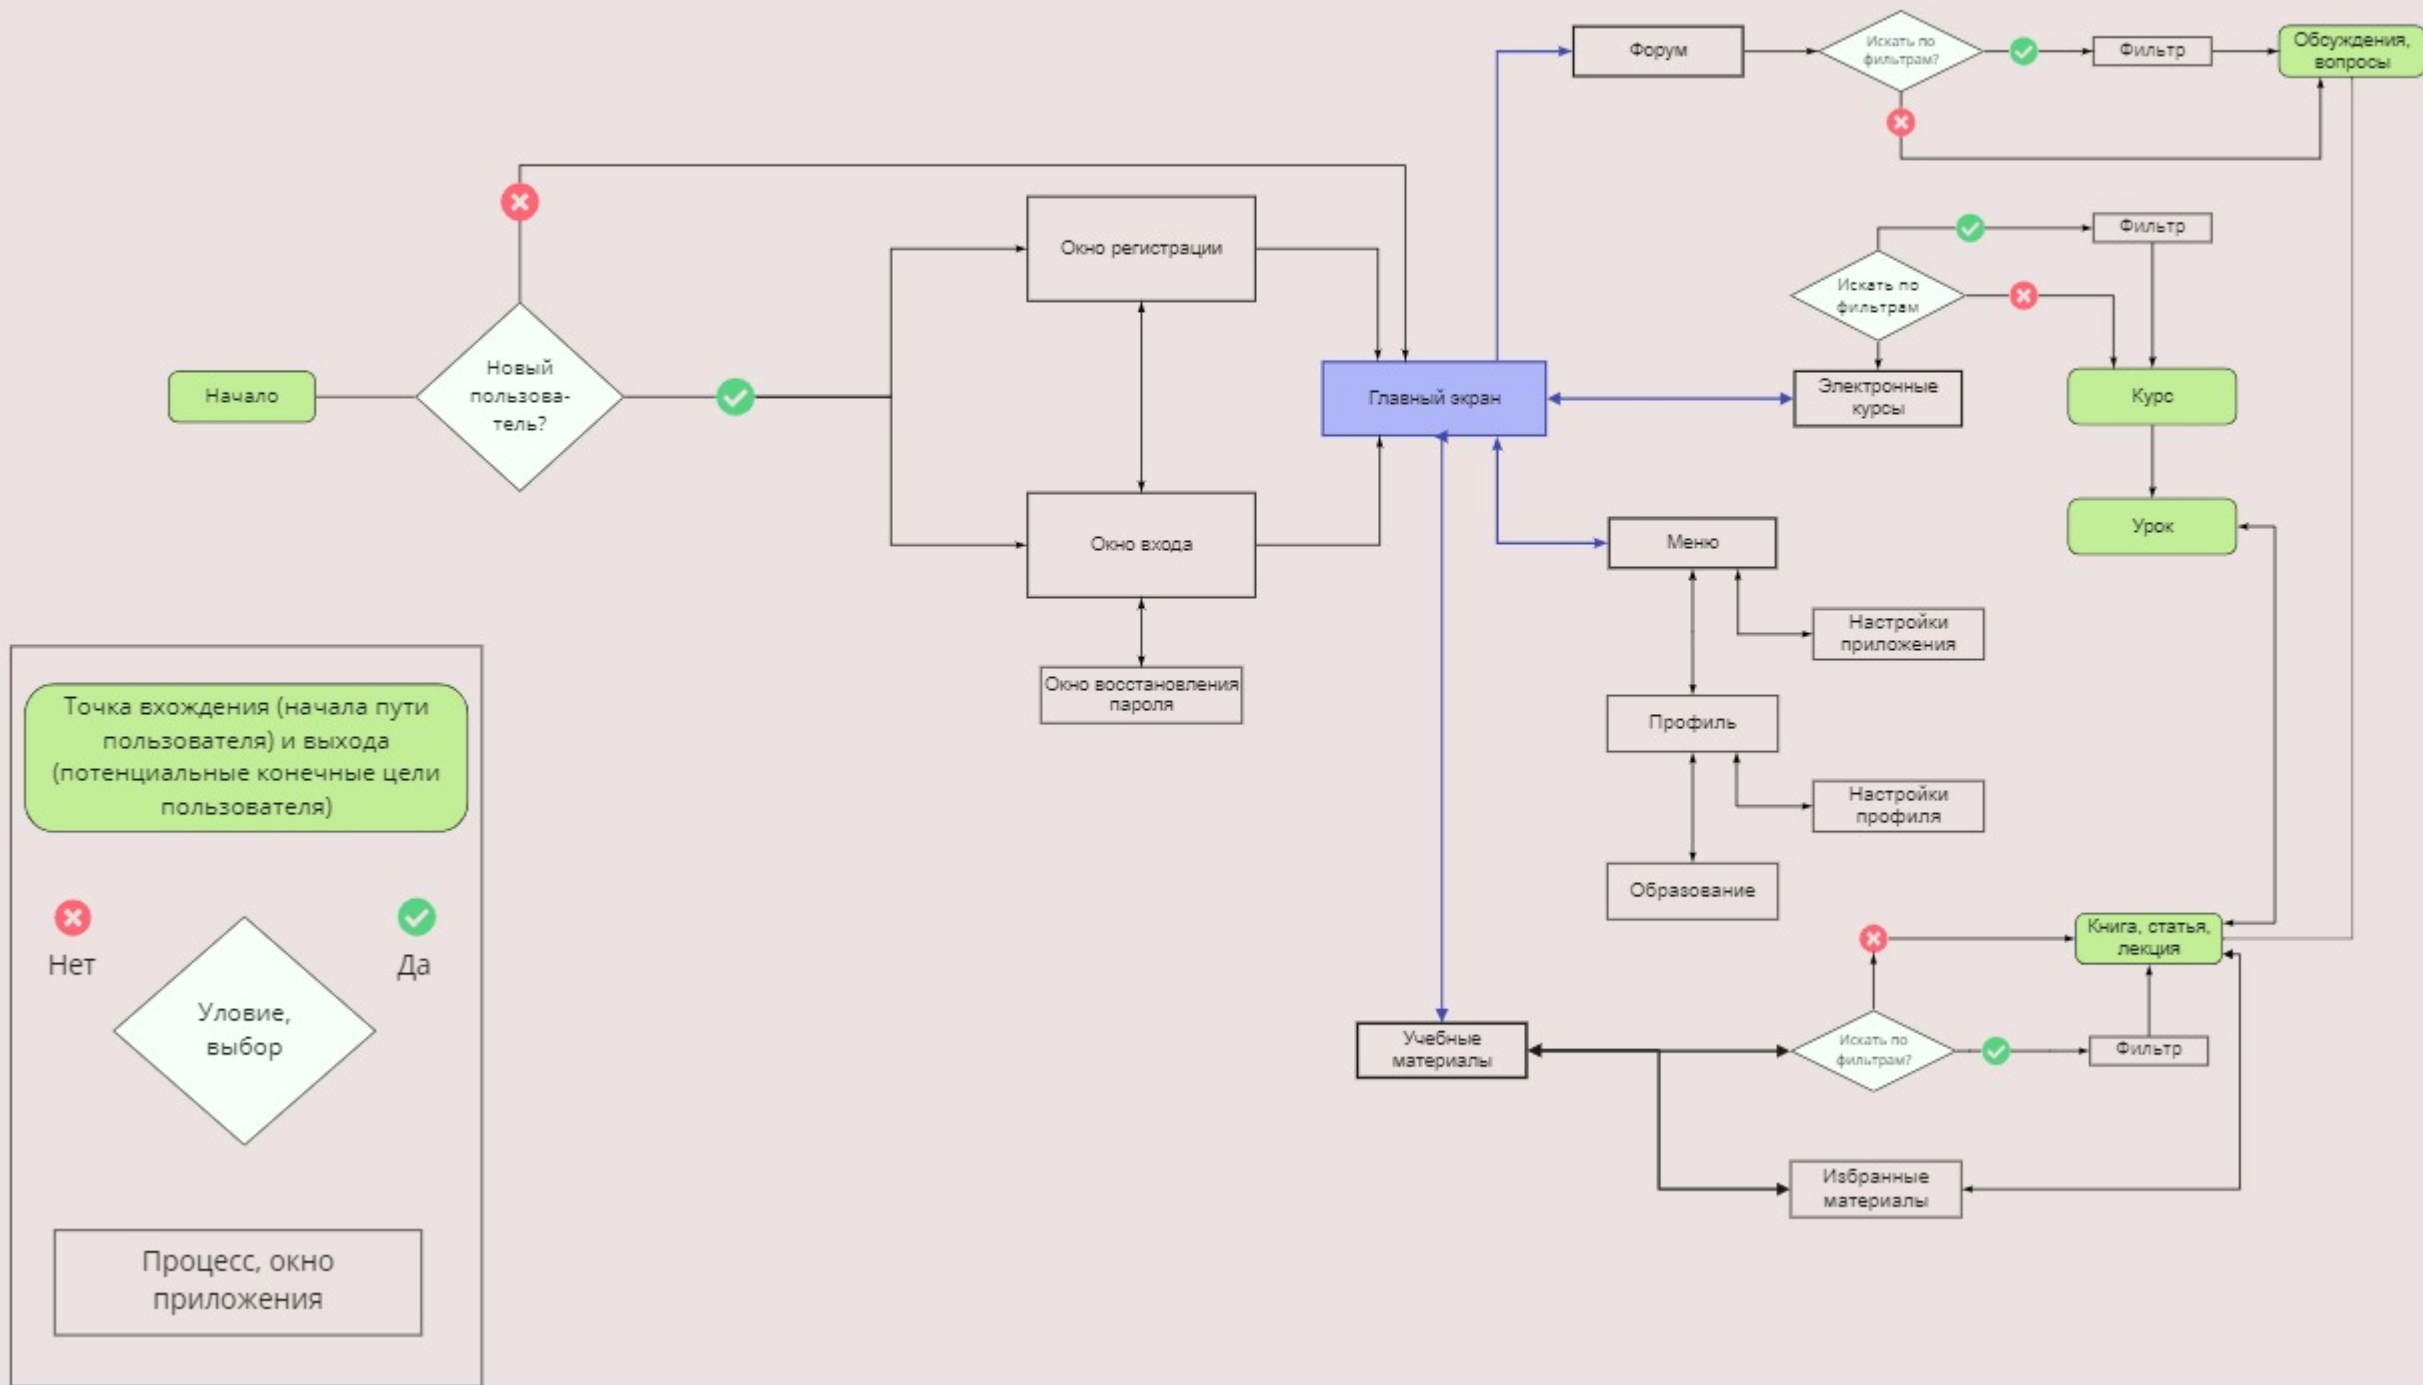 Форум
Искать по
фильтрам?
Фильтр
Обсуждения,
вопросы
Окно регистрации
Фильтр
Искать по
фильтрам
Начало
Новый
пользова-
тель?
Главный экран
Электронные
курсы
Курс
Окно входа
Меню
Урок
Настройки
приложения
Окно восстановления
пароля
Профиль
Настройки
профиля
Образование
Точка вхождения (начала пути
пользователя) и выхода
(потенциальные конечные цели
пользователя)
Нет
Да
Уловие,
выбор
Процесс, окно
приложения
Книга, статья,
лекция
Учебные
материалы
Искать по
фильтрам?
Фильтр
Избранные
материалы